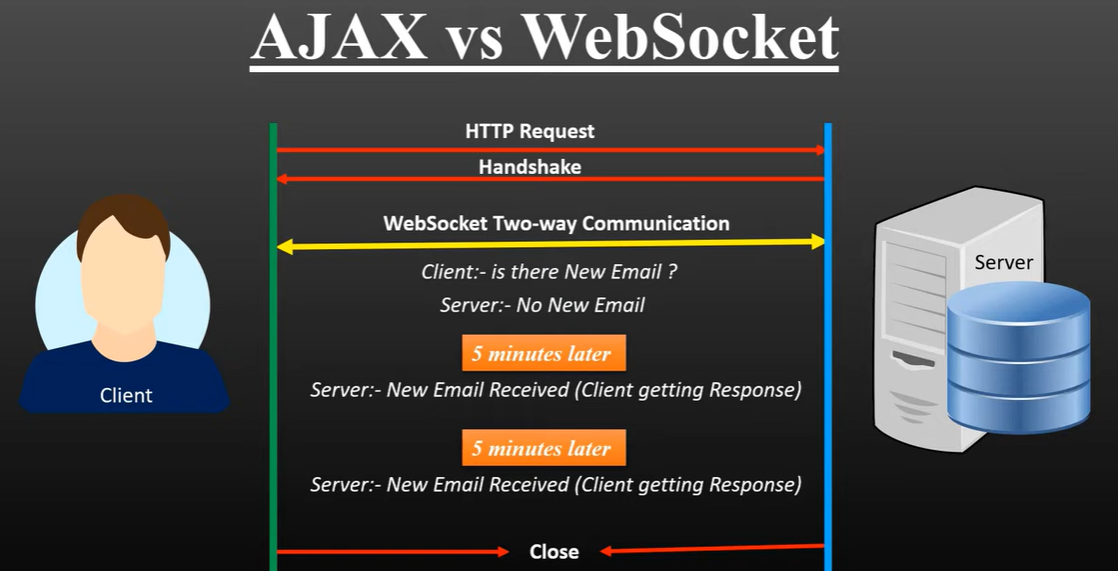 AJAX vs WebSocket
HTTP Request
Handshake
WebSocket Two-way Communication
Client:- is there New Email ?
Server:- No New Email
5 minutes later
Server:- New Email Received (Client getting Response)
5 minutes later
Server:- New Email Received (Client getting Response)
Close
Client
Server